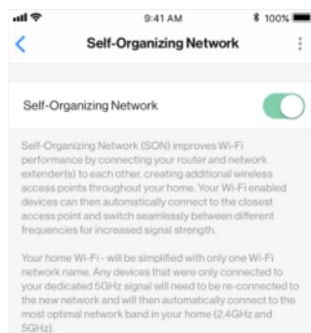 9:41 AM
100%
Self-Organizing Network
Self-Organizing Network
Self-Organizing Network (SON) improves Wi-Fi
performance by connecting your router and network
extender(s) to each other, creating additional wireless
access points throughout your home. Your Wi-Fi enabled
devices can then automatically connect to the closest
access point and switch seamlessly between different
frequencies for increased signal strength.
Your home Wi-Fi - will be simplified with only one Wi-Fi
network name. Any devices that were only connected to
your dedicated 5GHz signal will need to be re-connected to
the new network and will then automatically connect to the
most optimal network band in your home (2.4GHz and
5GHz).